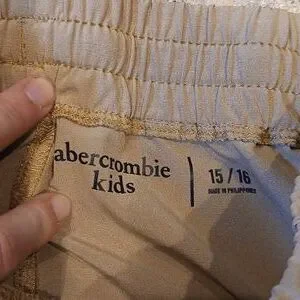 abercrombie
kids
15 / 16
MADE IN PHILIPPINES